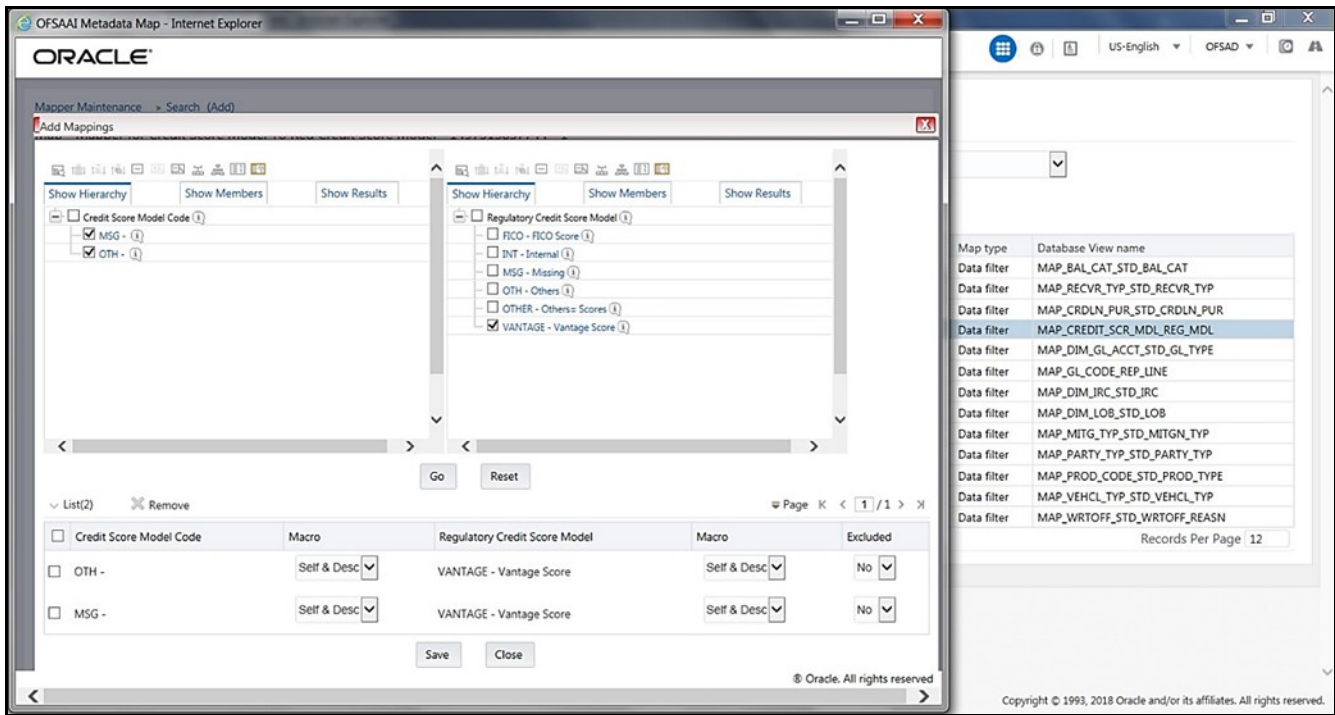 OFSAAI Metadata Map - Internet Explorer
ORACLE
US-English
OFSAD
Mapper Maintenance > Search (Add)
Add Mappings
Show Hierarchy Show Members Show Results
Credit Score Model Code
MSG -
OTH -
Show Hierarchy Show Members Show Results
Regulatory Credit Score Model
FICO - FICO Score
INT - Internal
MSG - Missing
OTH - Others
OTHER - Others= Scores
VANTAGE - Vantage Score
Go Reset
List(2) Remove Page 1 / 1
Credit Score Model Code Macro Regulatory Credit Score Model Macro Excluded
OTH - Self & Desc VANTAGE - Vantage Score Self & Desc No
MSG - Self & Desc VANTAGE - Vantage Score Self & Desc No
Save Close
® Oracle. All rights reserved
Map type Database View name
Data filter MAP_BAL_CAT_STD_BAL_CAT
Data filter MAP_RECVR_TYP_STD_RECVR_TYP
Data filter MAP_CRDLN_PUR_STD_CRDLN_PUR
Data filter MAP_CREDIT_SCR_MDL_REG_MDL
Data filter MAP_DIM_GL_ACCT_STD_GL_TYPE
Data filter MAP_GL_CODE_REP_LINE
Data filter MAP_DIM_IRC_STD_IRC
Data filter MAP_DIM_LOB_STD_LOB
Data filter MAP_MITG_TYP_STD_MITGN_TYP
Data filter MAP_PARTY_TYP_STD_PARTY_TYP
Data filter MAP_PROD_CODE_STD_PROD_TYPE
Data filter MAP_VEHCL_TYP_STD_VEHCL_TYP
Data filter MAP_WRTOFF_STD_WRTOFF_REASN
Records Per Page 12
Copyright © 1993, 2018 Oracle and/or its affiliates. All rights reserved.